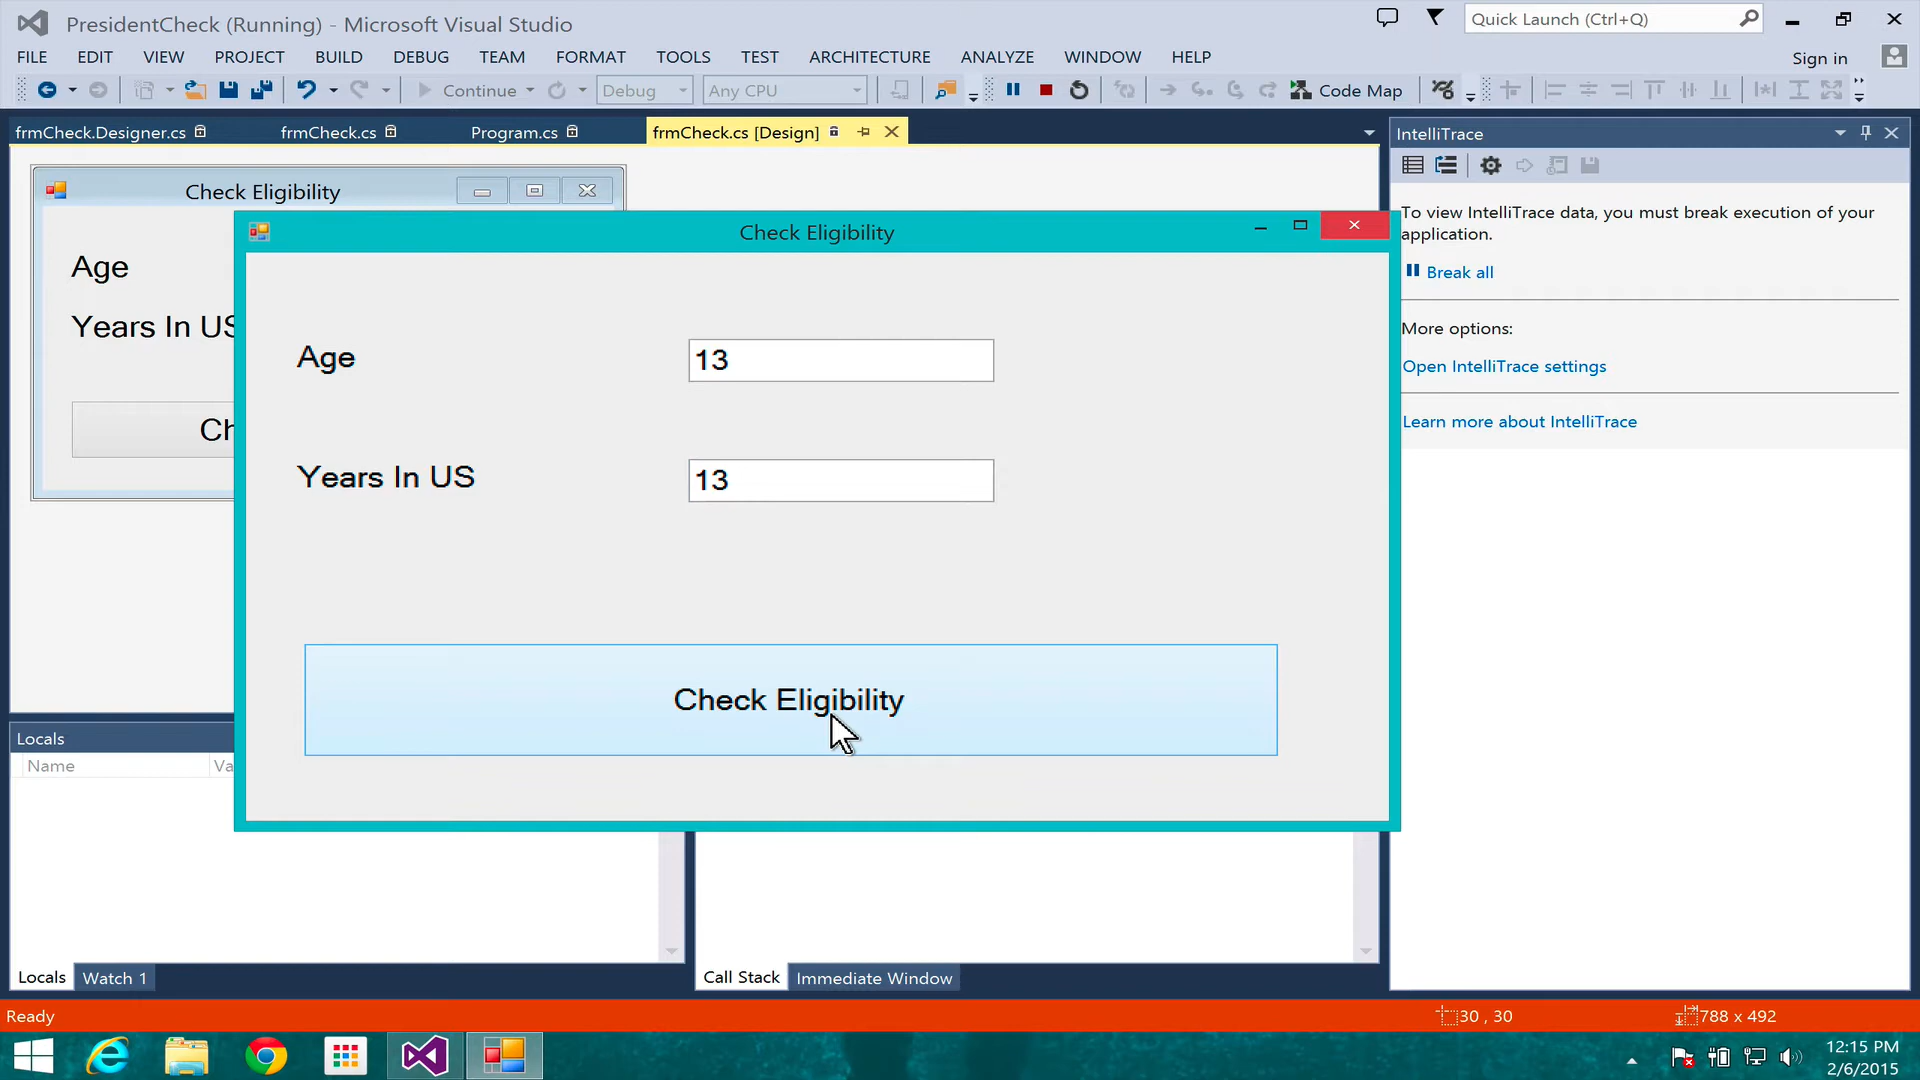 PresidentCheck (Running) - Microsoft Visual Studio
Quick Launch (Ctrl+Q)
FILE EDIT VIEW PROJECT BUILD DEBUG TEAM FORMAT TOOLS TEST ARCHITECTURE ANALYZE WINDOW HELP
Sign in
Continue Debug Any CPU Code Map
frmCheck.Designer.cs frmCheck.cs Program.cs frmCheck.cs [Design]
IntelliTrace
Check Eligibility
Age
Years In US
Ch
Check Eligibility
Age 13
Years In US 13
Check Eligibility
To view IntelliTrace data, you must break execution of your
application.
Break all
More options:
Open IntelliTrace settings
Learn more about IntelliTrace
Locals
Name Va
Locals Watch 1
Call Stack Immediate Window
Ready
30 , 30
788 x 492
12:15 PM
2/6/2015